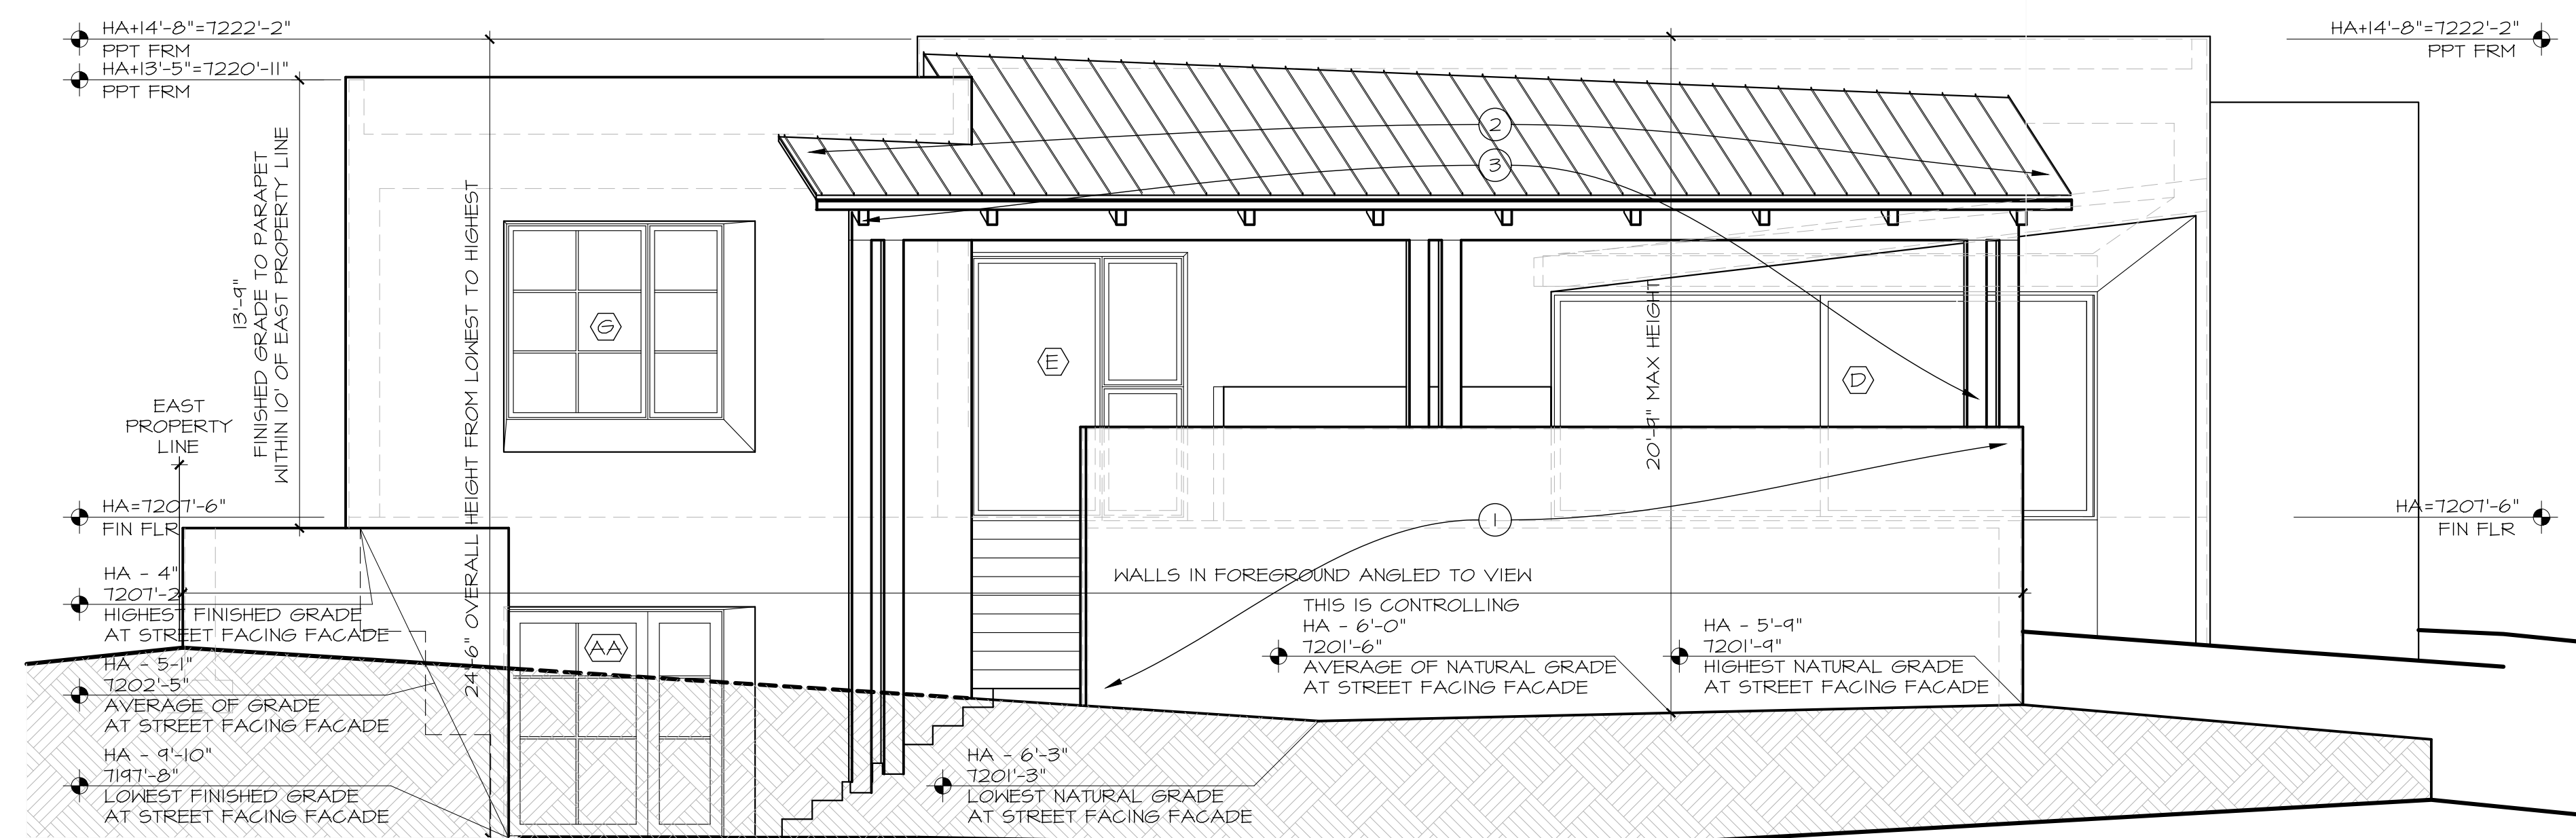 HA+14'-8"=7222'-2"
PPT FRM
HA+13'-5"=7220'-11"
PPT FRM
HA+14'-8"=7222'-2"
PPT FRM
13'-9"
FINISHED GRADE TO PARAPET
WITHIN 10' OF EAST PROPERTY LINE
24'-6" OVERALL HEIGHT FROM LOWEST TO HIGHEST
20'-9" MAX HEIGHT
2
3
G
E
D
1
AA
EAST
PROPERTY
LINE
HA=7207'-6"
FIN FLR
HA=7207'-6"
FIN FLR
HA - 4"
7207'-2"
HIGHEST FINISHED GRADE
AT STREET FACING FACADE
HA - 5-1"
7202'-5"
AVERAGE OF GRADE
AT STREET FACING FACADE
HA - 9'-10"
7197'-8"
LOWEST FINISHED GRADE
AT STREET FACING FACADE
WALLS IN FOREGROUND ANGLED TO VIEW
THIS IS CONTROLLING
HA - 6'-0"
7201'-6"
AVERAGE OF NATURAL GRADE
AT STREET FACING FACADE
HA - 5'-9"
7201'-9"
HIGHEST NATURAL GRADE
AT STREET FACING FACADE
HA - 6'-3"
7201'-3"
LOWEST NATURAL GRADE
AT STREET FACING FACADE